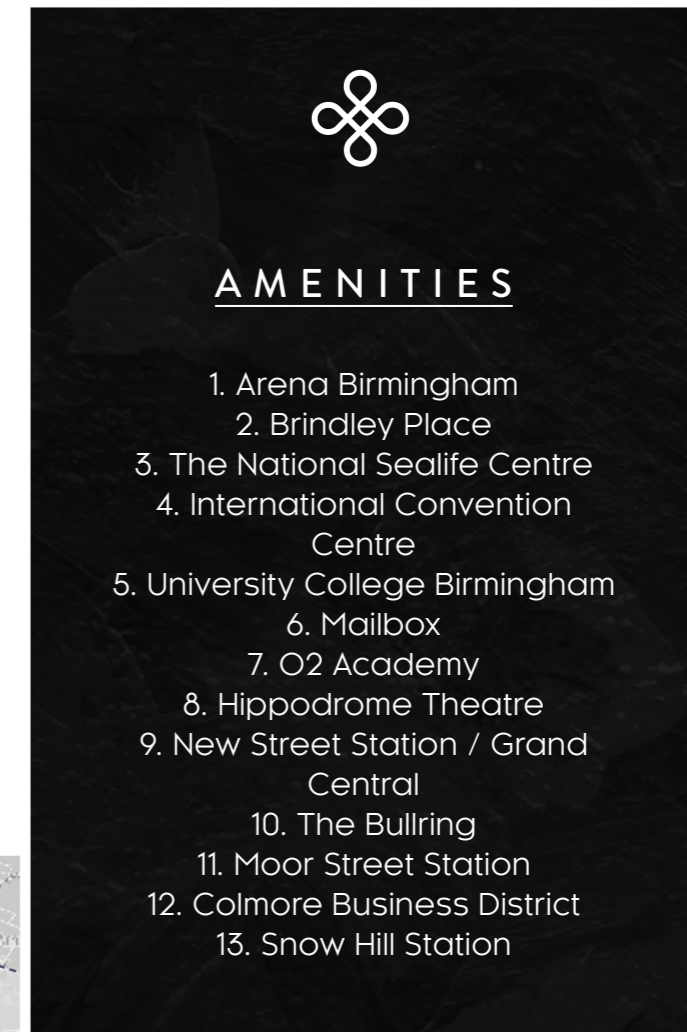 AMENITIES
1. Arena Birmingham
2. Brindley Place
3. The National Sealife Centre
4. International Convention
Centre
5. University College Birmingham
6. Mailbox
7. O2 Academy
8. Hippodrome Theatre
9. New Street Station / Grand
Central
10. The Bullring
11. Moor Street Station
12. Colmore Business District
13. Snow Hill Station